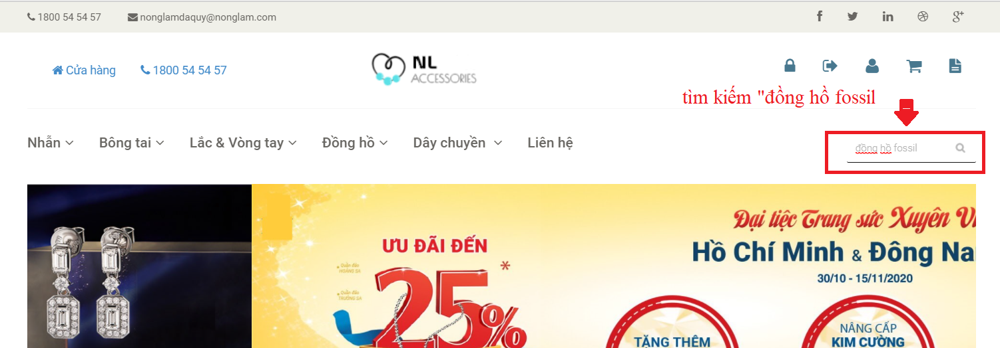 1800 54 54 57 nonglamdaquy@nonglam.com
Cửa hàng 1800 54 54 57
NL
ACCESSORIES
tìm kiếm "đồng hồ fossil
Nhẫn Bông tai Lắc & Vòng tay Đồng hồ Dây chuyền Liên hệ
đồng hồ fossil
Đại tiệc Trang sức Xuyên
ƯU ĐÃI ĐẾN
Hồ Chí Minh & Đông
30/10 - 15/11/2020
Quần đảo
HOÀNG SA
25%*
Quần đảo
TRƯỜNG SA
TẶNG THÊM
NÂNG CẤP
KIM CƯƠNG